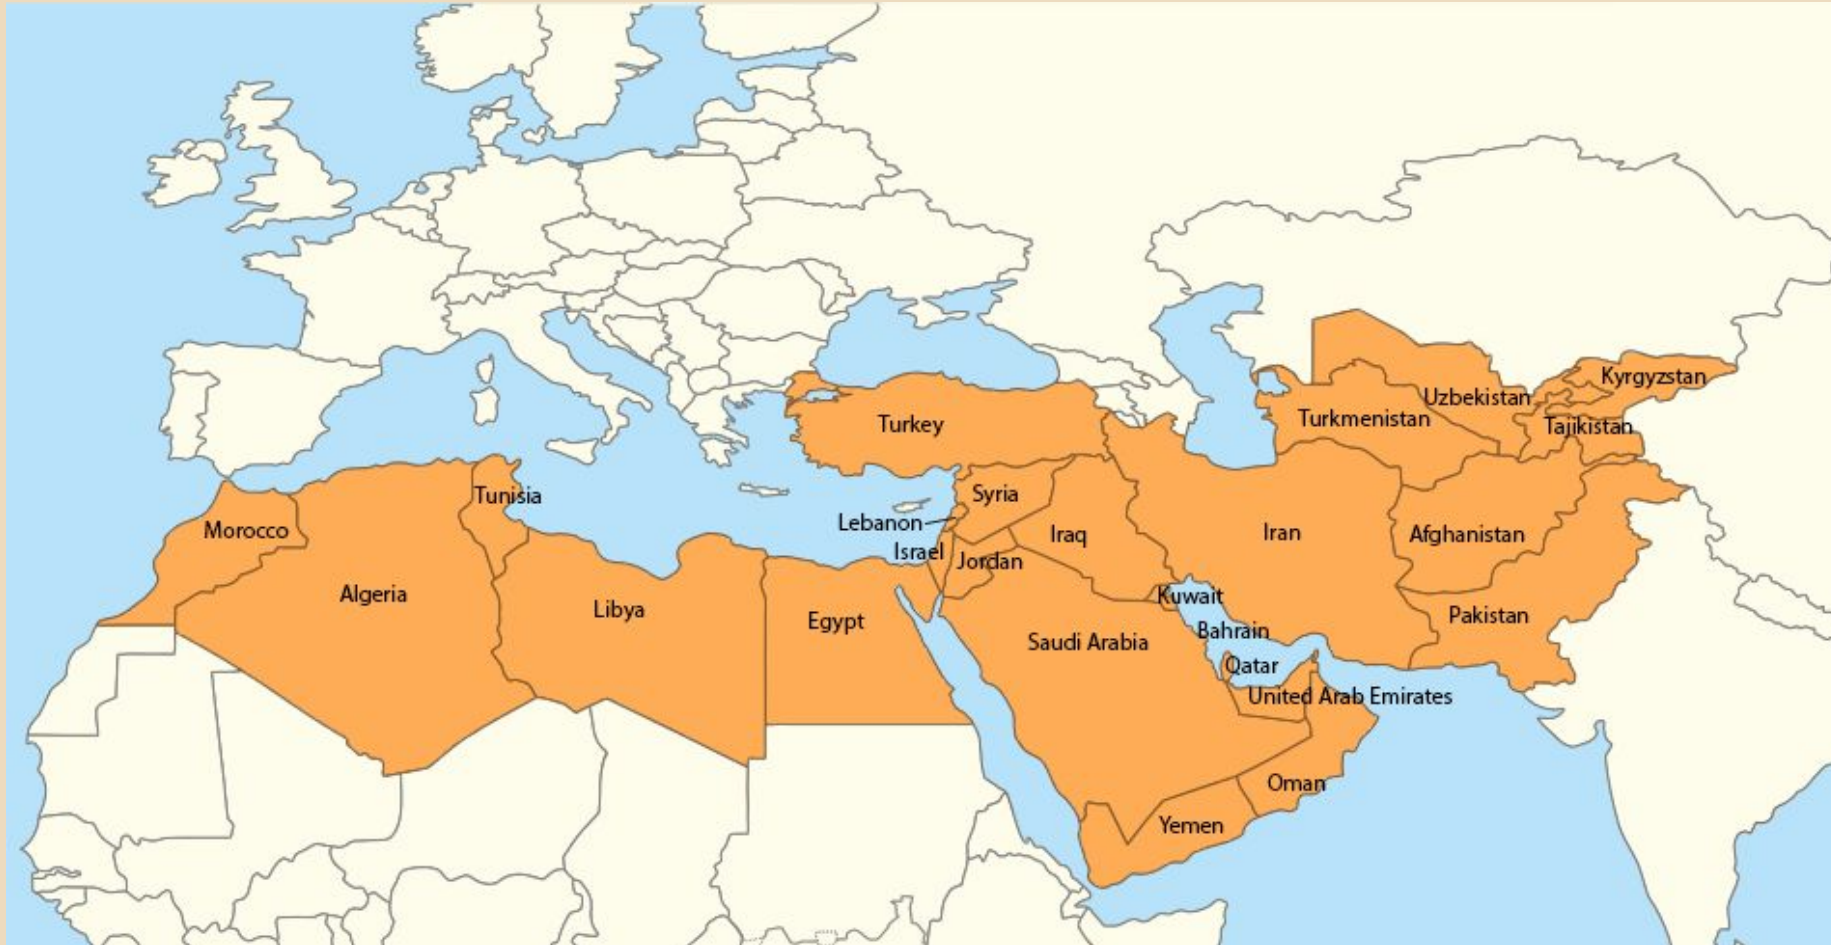 Kyrgyzstan
Uzbekistan
Turkmenistan
Turkey
Tajikistan
Syria
Tunisia
Lebanon
Morocco
Iraq
Iran
Afghanistan
Israel
Jordan
Algeria
Kuwait
Libya
Pakistan
Egypt
Bahrain
Saudi Arabia
Qatar
United Arab Emirates
Oman
Yemen